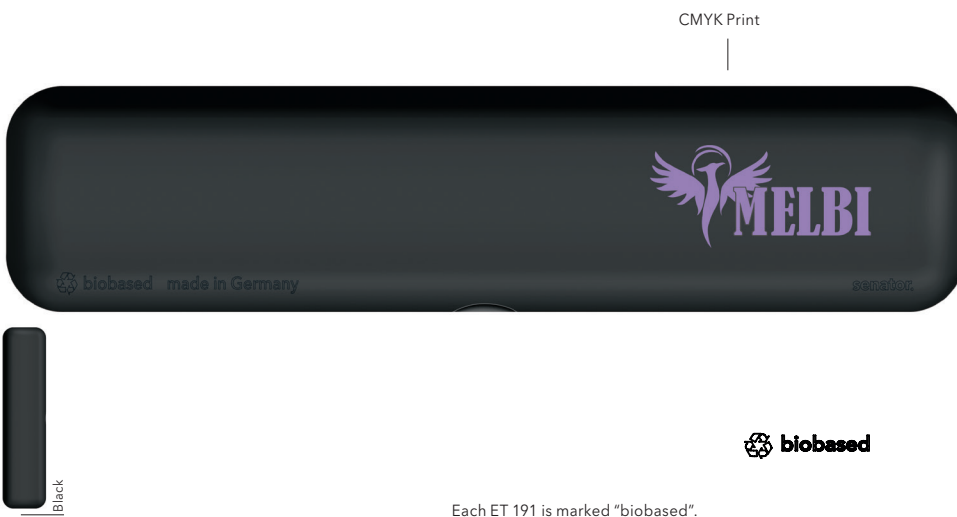 CMYK Print
MELBI
biobased made in Germany
senator
biobased
Black
Each ET 191 is marked “biobased”.